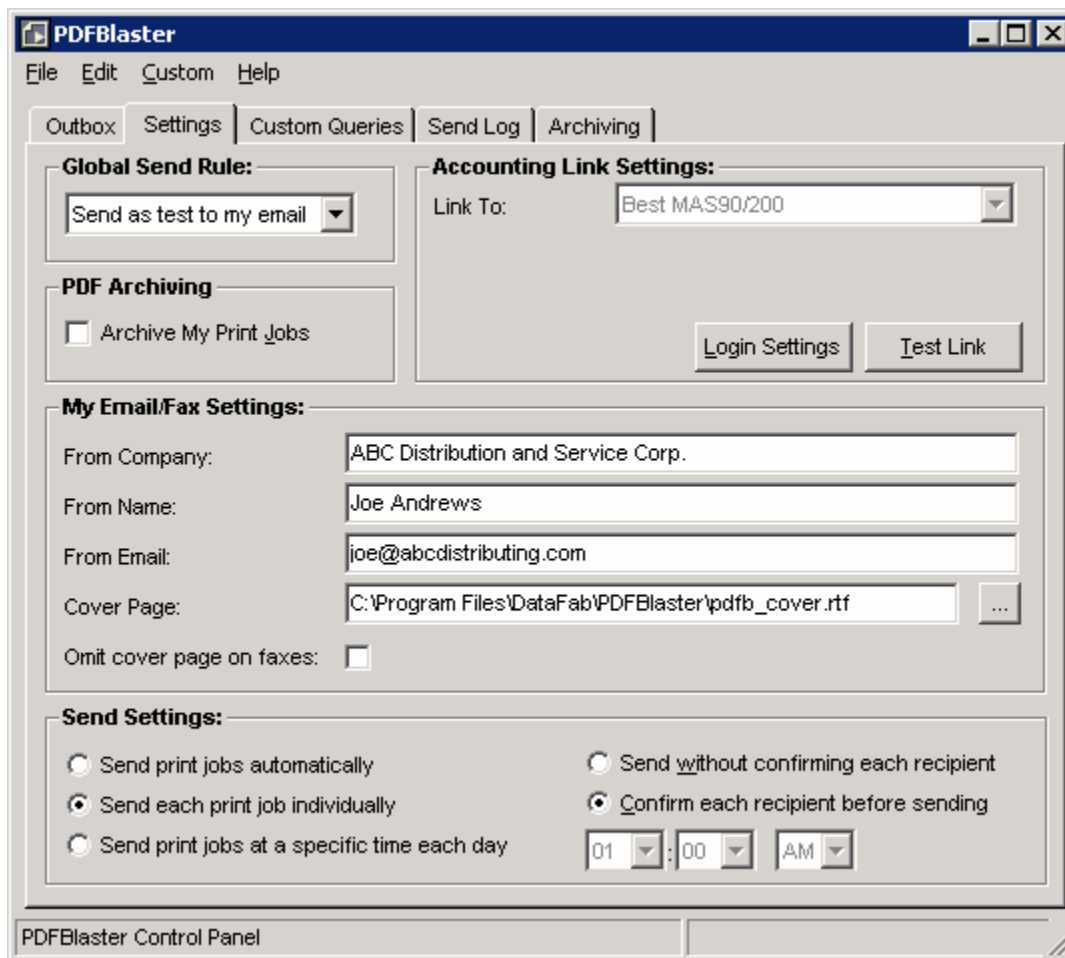 PDFBlaster
File Edit Custom Help
Outbox Settings Custom Queries Send Log Archiving
Global Send Rule:
Send as test to my email
Accounting Link Settings:
Link To: Best MAS90/200
PDF Archiving
Archive My Print Jobs
Login Settings Test Link
My Email/Fax Settings:
From Company: ABC Distribution and Service Corp.
From Name: Joe Andrews
From Email: joe@abcdistributing.com
Cover Page: C:\Program Files\DataFab\PDFBlaster\pdfb_cover.rtf ...
Omit cover page on faxes:
Send Settings:
Send print jobs automatically
Send each print job individually
Send print jobs at a specific time each day
Send without confirming each recipient
Confirm each recipient before sending
01 : 00 AM
PDFBlaster Control Panel